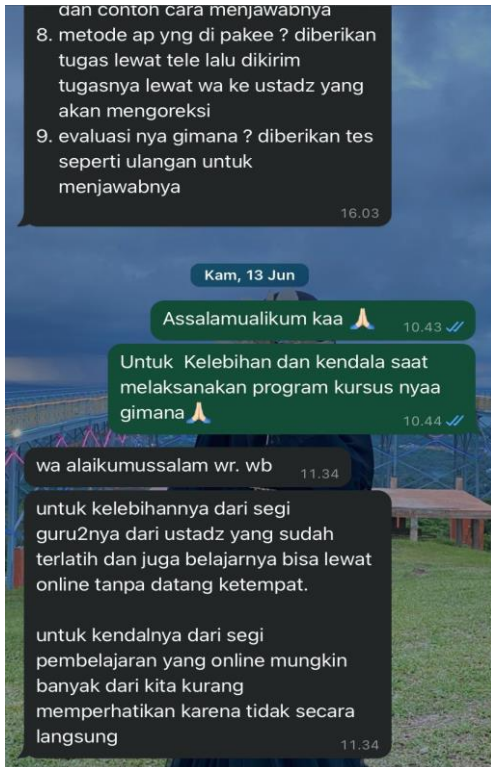 dan contoh cara menjawabnya
8. metode ap yng di pakee ? diberikan
tugas lewat tele lalu dikirim
tugasnya lewat wa ke ustadz yang
akan mengoreksi
9. evaluasi nya gimana ? diberikan tes
seperti ulangan untuk
menjawabnya
16.03
Kam, 13 Jun
Assalamualikum kaa 🙏🏻 10.43
Untuk Kelebihan dan kendala saat
melaksanakan program kursus nyaa
gimana🙏🏻 10.44
wa alaikumussalam wr. wb 11.34
untuk kelebihannya dari segi
guru2nya dari ustadz yang sudah
terlatih dan juga belajarnya bisa lewat
online tanpa datang ketempat.
untuk kendalnya dari segi
pembelajaran yang online mungkin
banyak dari kita kurang
memperhatikan karena tidak secara
langsung 11.34